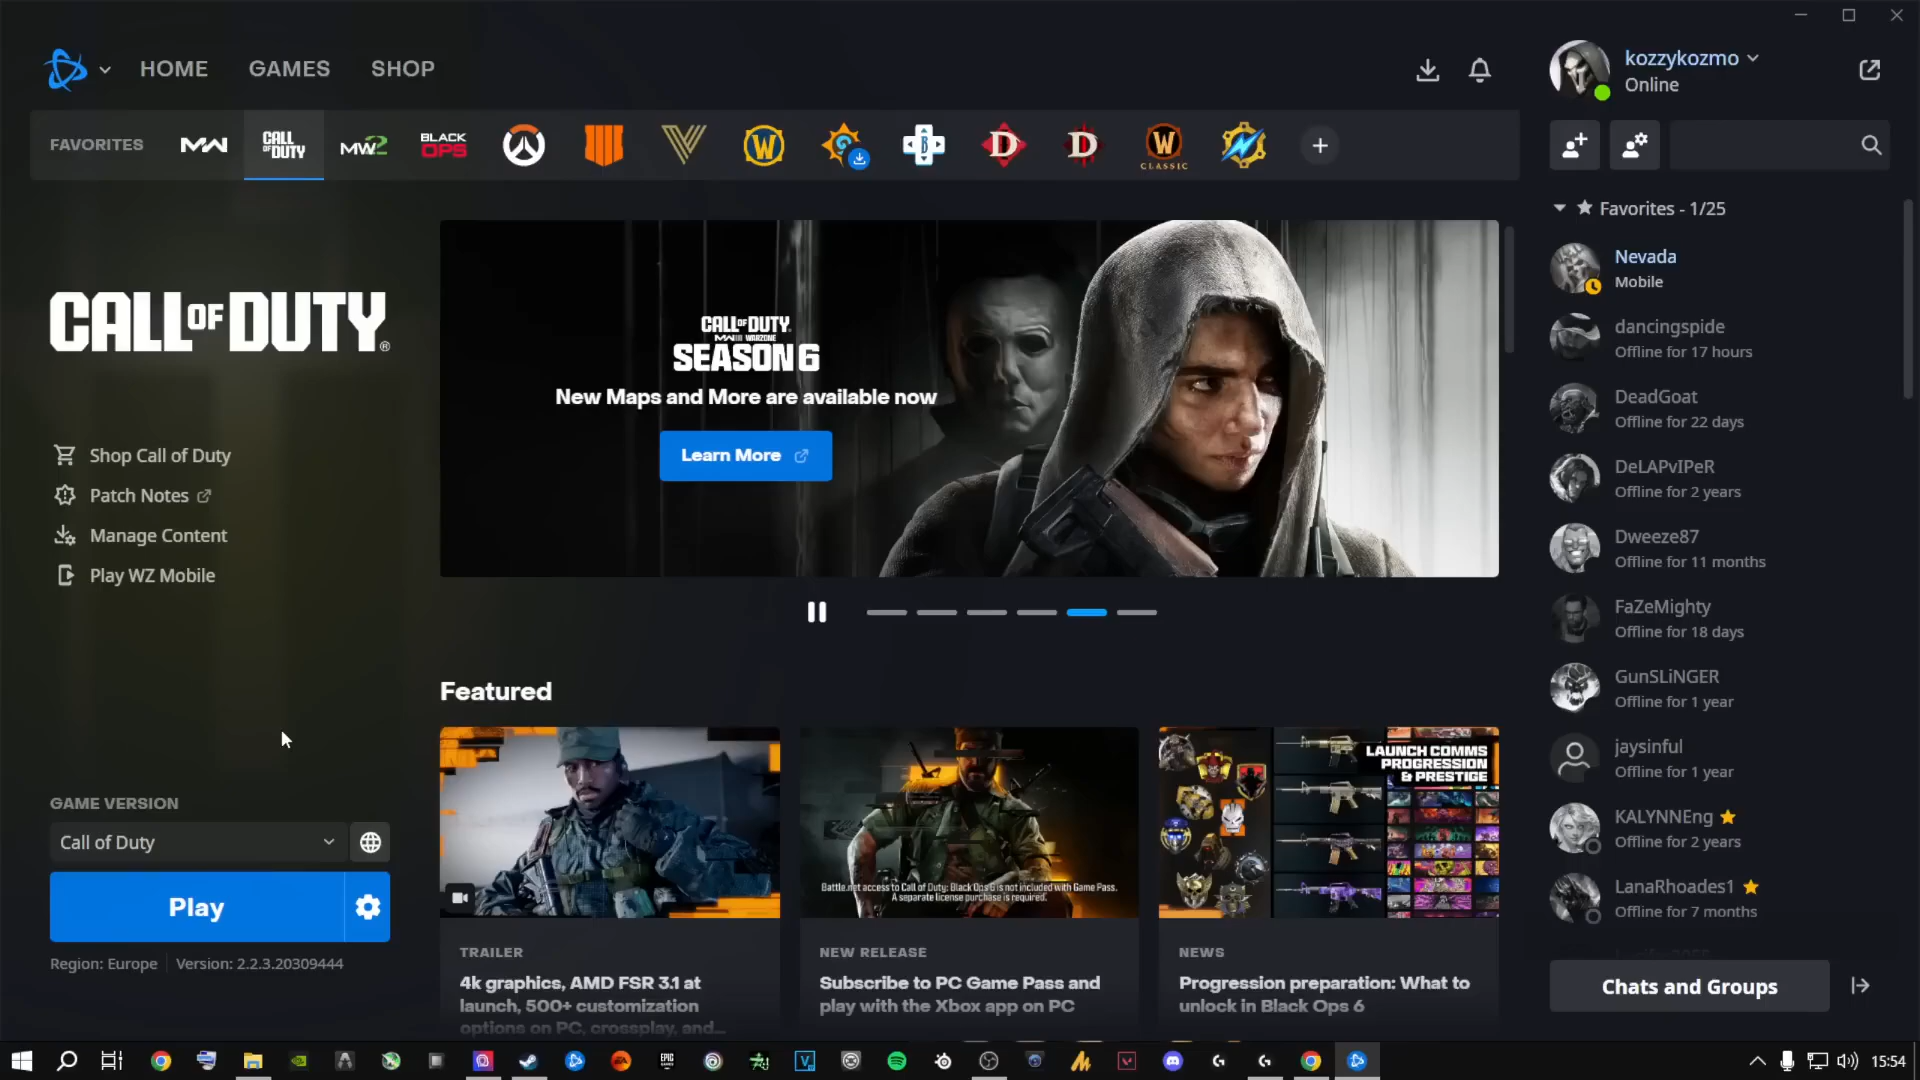 HOME
GAMES
SHOP
kozzykozmo
Online
FAVORITES
CALL OF DUTY
MW2
BLACK OPS
CLASSIC
Favorites - 1/25
Nevada
Mobile
dancingspide
Offline for 17 hours
DeadGoat
Offline for 22 days
DeLAPvIPeR
Offline for 2 years
Dweeze87
Offline for 11 months
FaZeMighty
Offline for 18 days
GunSLiNGER
Offline for 1 year
jaysinful
Offline for 1 year
KALYNNEng
Offline for 2 years
LanaRhoades1
Offline for 7 months
Chats and Groups
CALL OF DUTY®
Shop Call of Duty
Patch Notes
Manage Content
Play WZ Mobile
GAME VERSION
Call of Duty
Play
Region: Europe
Version: 2.2.3.20309444
CALL OF DUTY
MWIII WARZONE
SEASON 6
New Maps and More are available now
Learn More
Featured
TRAILER
4k graphics, AMD FSR 3.1 at
launch, 500+ customization
options on PC, crossplay, and...
Battle.net access to Call of Duty: Black Ops 6 is not included with Game Pass.
A separate license purchase is required.
NEW RELEASE
Subscribe to PC Game Pass and
play with the Xbox app on PC
LAUNCH COMMS
PROGRESSION
& PRESTIGE
NEWS
Progression preparation: What to
unlock in Black Ops 6
EPIC
15:54